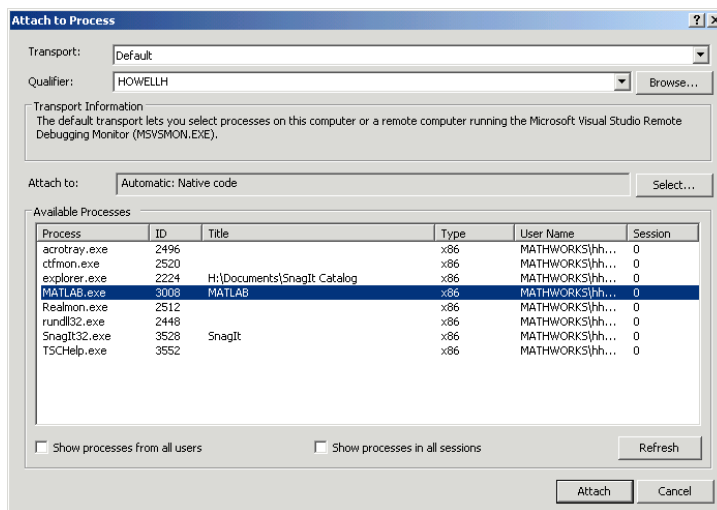 Attach to Process
Transport: Default
Qualifier: HOWELLH Browse...
Transport Information
The default transport lets you select processes on this computer or a remote computer running the Microsoft Visual Studio Remote
Debugging Monitor (MSVSMON.EXE).
Attach to: Automatic: Native code Select...
Available Processes
Process ID Title Type User Name Session
acrotray.exe 2496 x86 MATHWORKS\hh... 0
ctfmon.exe 2520 x86 MATHWORKS\hh... 0
explorer.exe 2224 H:\Documents\SnagIt Catalog x86 MATHWORKS\hh... 0
MATLAB.exe 3008 MATLAB x86 MATHWORKS\hh... 0
Realmon.exe 2512 x86 MATHWORKS\hh... 0
rundll32.exe 2448 x86 MATHWORKS\hh... 0
SnagIt32.exe 3528 SnagIt x86 MATHWORKS\hh... 0
TSCHelp.exe 3552 x86 MATHWORKS\hh... 0
Show processes from all users Show processes in all sessions Refresh
Attach Cancel